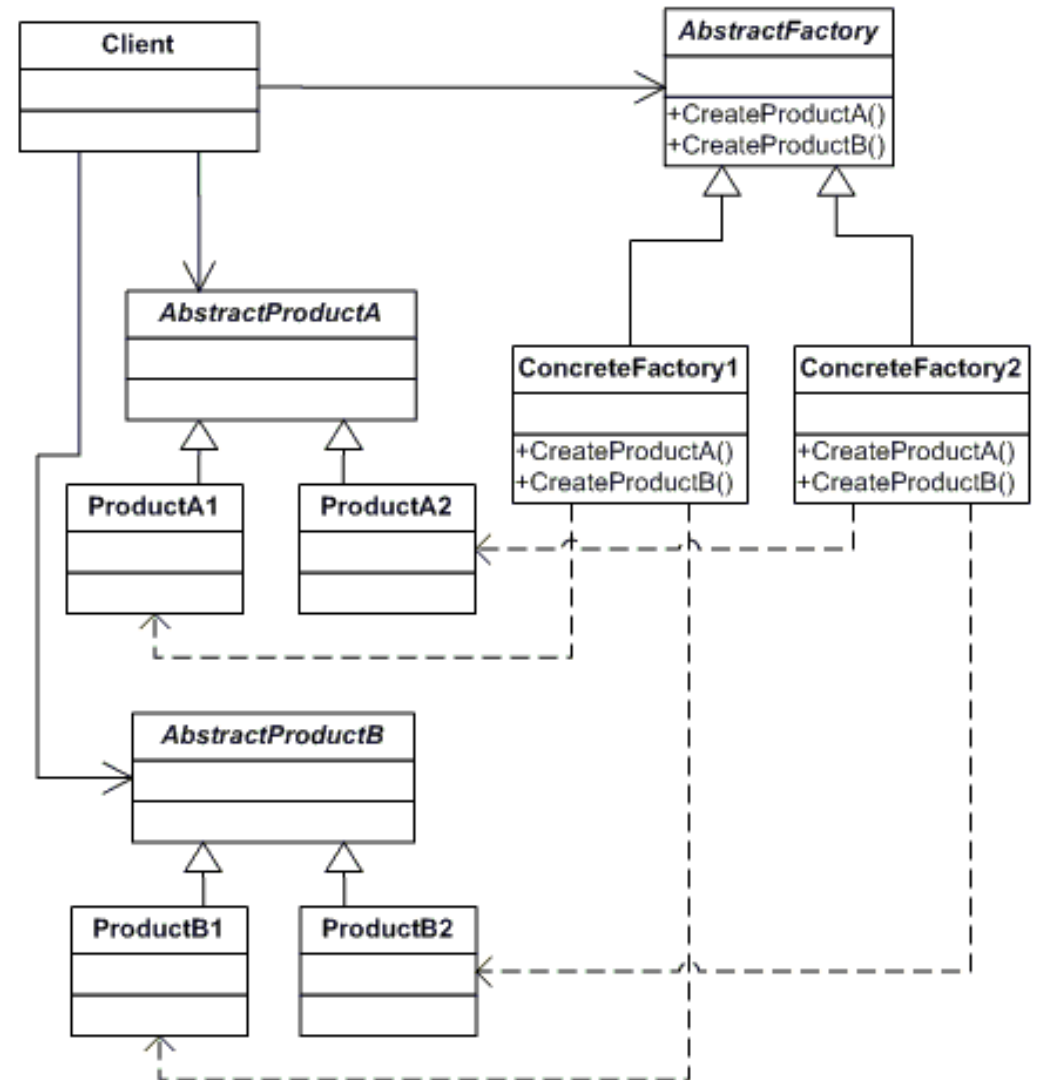 Client
AbstractFactory
+CreateProductA()
+CreateProductB()
AbstractProductA
ConcreteFactory1
+CreateProductA()
+CreateProductB()
ConcreteFactory2
+CreateProductA()
+CreateProductB()
ProductA1
ProductA2
AbstractProductB
ProductB1
ProductB2